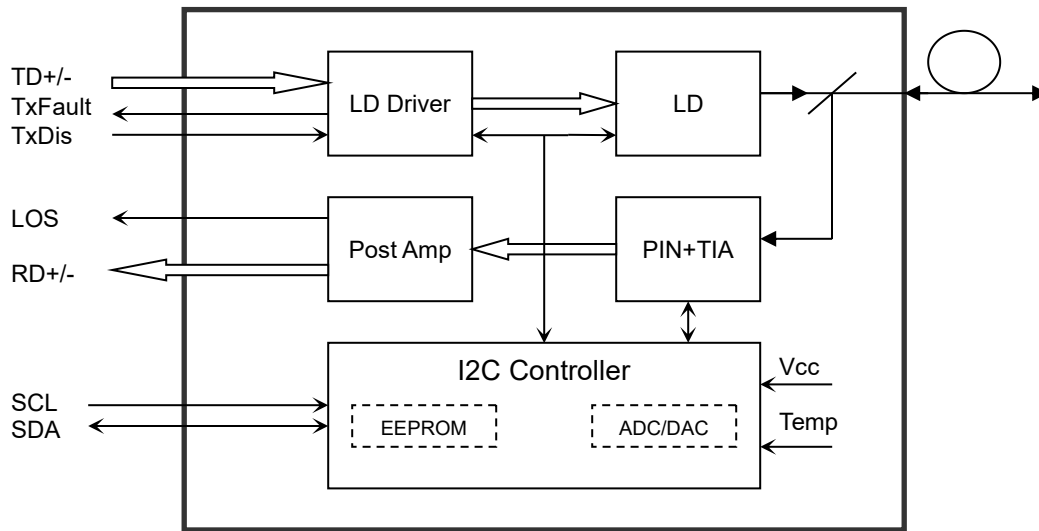 TD+/-
TxFault
TxDis
LD Driver
LD
LOS
RD+/-
Post Amp
PIN+TIA
I2C Controller
Vcc
SCL
SDA
EEPROM
ADC/DAC
Temp